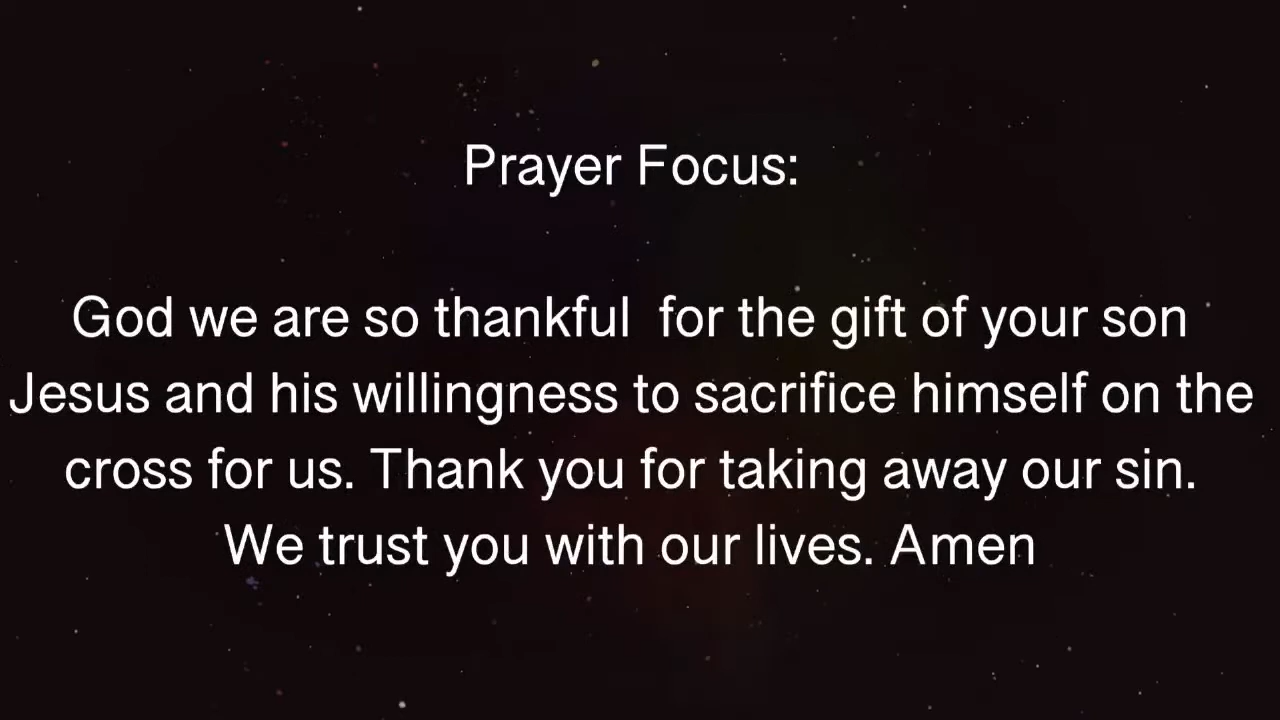 Prayer Focus:
God we are so thankful  for the gift of your son
Jesus and his willingness to sacrifice himself on the
cross for us. Thank you for taking away our sin.
We trust you with our lives. Amen